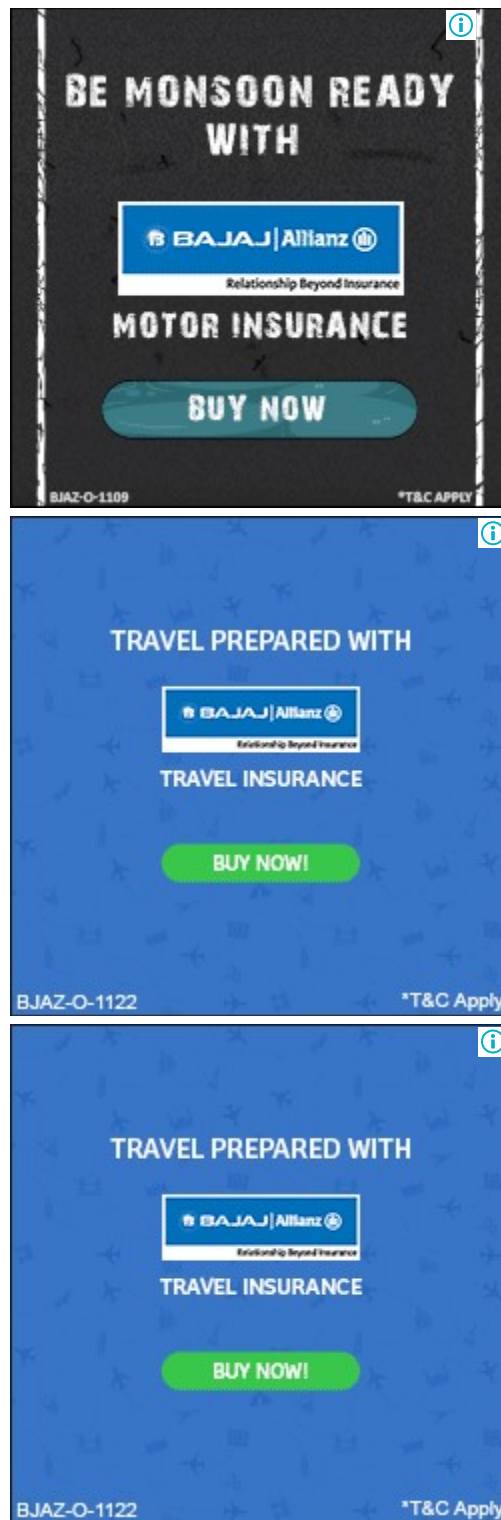 BE MONSOON READY
WITH
BAJAJ | Allianz
Relationship Beyond Insurance
MOTOR INSURANCE
BUY NOW
BJAZ-O-1109 *T&C APPLY
TRAVEL PREPARED WITH
BAJAJ | Allianz
Relationship Beyond Insurance
TRAVEL INSURANCE
BUY NOW!
BJAZ-O-1122 *T&C Apply
TRAVEL PREPARED WITH
BAJAJ | Allianz
Relationship Beyond Insurance
TRAVEL INSURANCE
BUY NOW!
BJAZ-O-1122 *T&C Apply